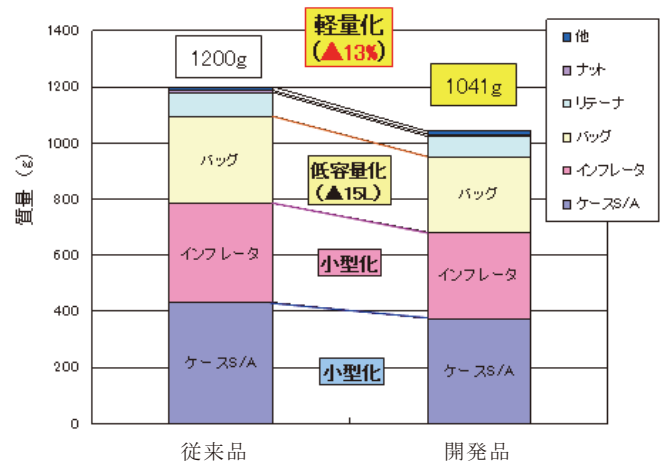 軽量化
(▲13%)
1200g
1041g
1400
1200
1000
800
600
400
200
0
質量 (g)
バッグ
インフレータ
ケースS/A
低容量化
(▲15L)
小型化
小型化
バッグ
インフレータ
ケースS/A
他
ナット
リテーナ
バッグ
インフレータ
ケースS/A
従来品
開発品